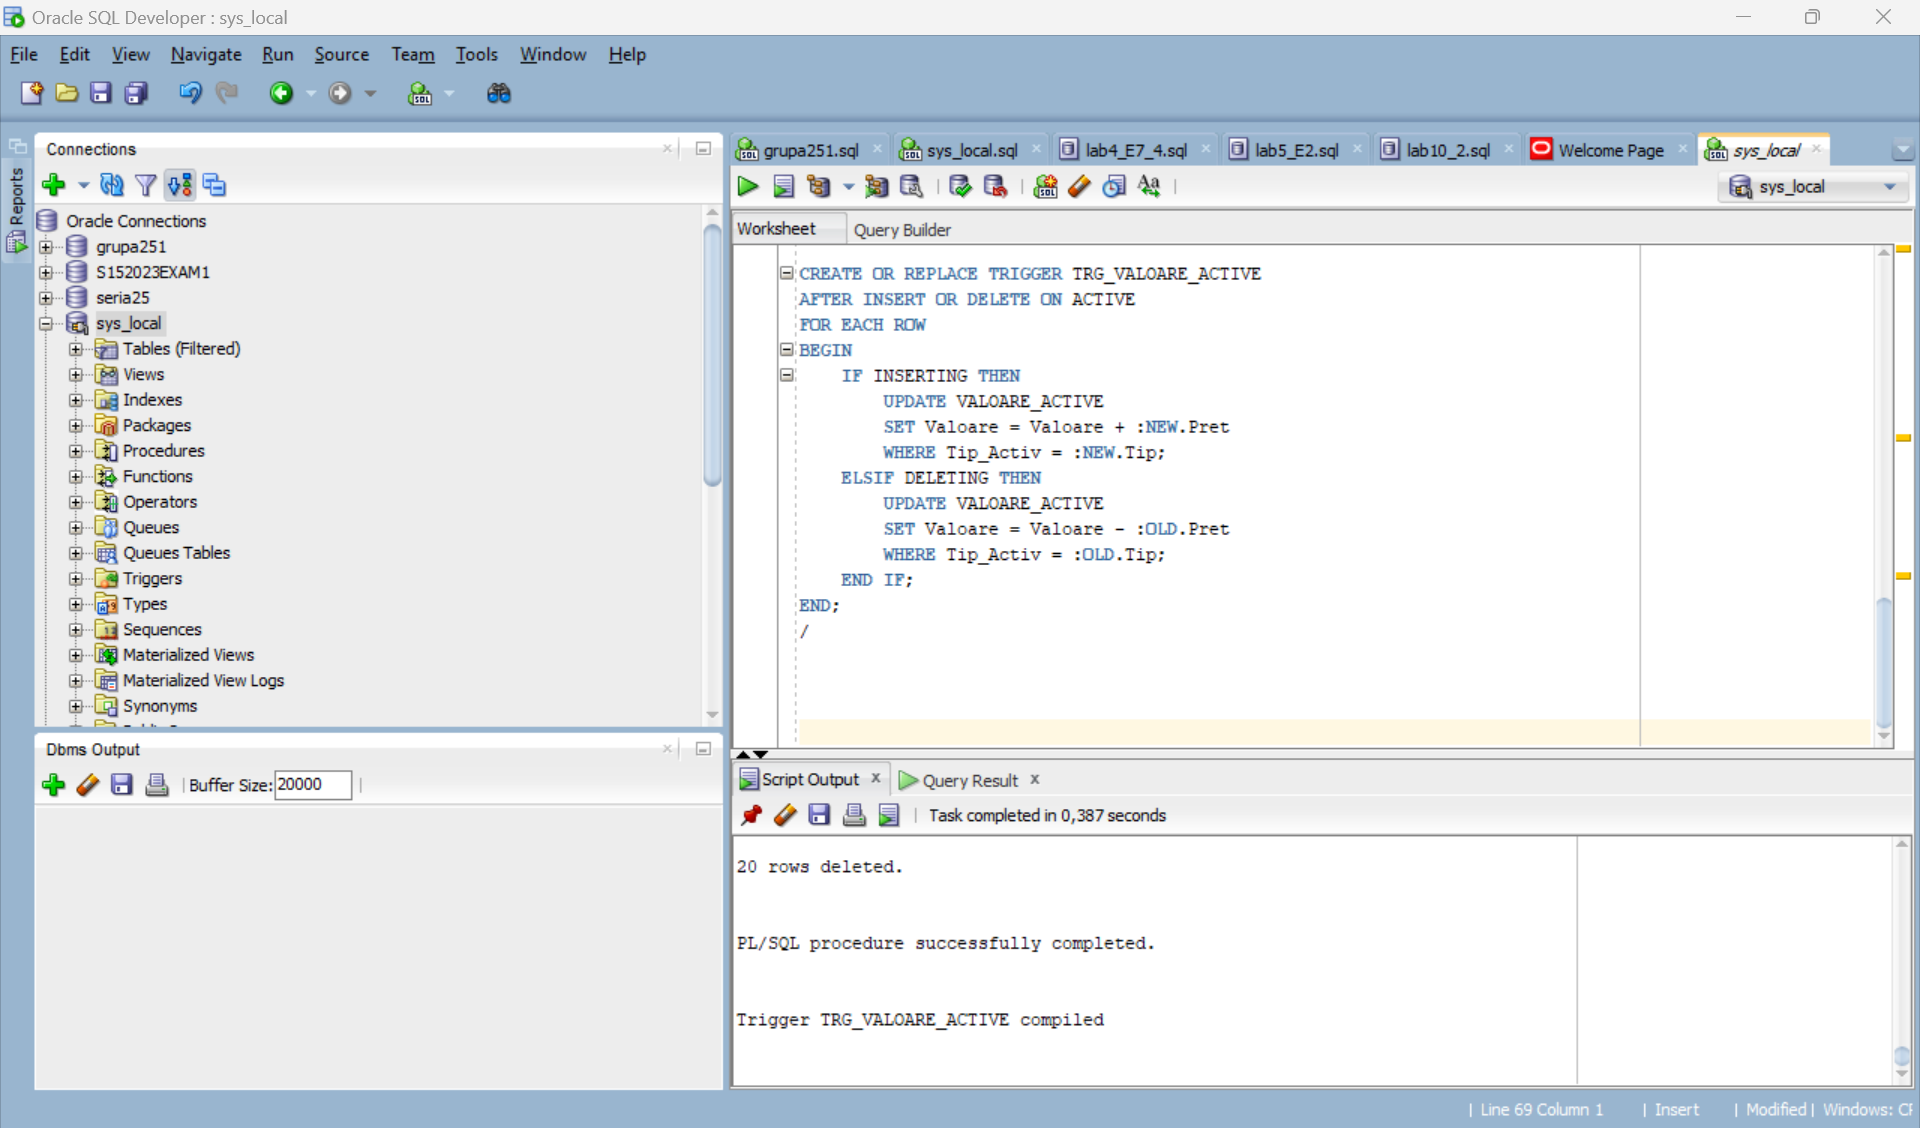 Oracle SQL Developer : sys_local
File Edit View Navigate Run Source Team Tools Window Help
Reports
Connections
Oracle Connections
grupa251
S152023EXAM1
seria25
sys_local
Tables (Filtered)
Views
Indexes
Packages
Procedures
Functions
Operators
Queues
Queues Tables
Triggers
Types
Sequences
Materialized Views
Materialized View Logs
Synonyms
Dbms Output
Buffer Size: 20000
grupa251.sql sys_local.sql lab4_E7_4.sql lab5_E2.sql lab10_2.sql Welcome Page sys_local
sys_local
Worksheet Query Builder
CREATE OR REPLACE TRIGGER TRG_VALOARE_ACTIVE
AFTER INSERT OR DELETE ON ACTIVE
FOR EACH ROW
BEGIN
IF INSERTING THEN
UPDATE VALOARE_ACTIVE
SET Valoare = Valoare + :NEW.Pret
WHERE Tip_Activ = :NEW.Tip;
ELSIF DELETING THEN
UPDATE VALOARE_ACTIVE
SET Valoare = Valoare - :OLD.Pret
WHERE Tip_Activ = :OLD.Tip;
END IF;
END;
/
Script Output x Query Result x
Task completed in 0,387 seconds
20 rows deleted.
PL/SQL procedure successfully completed.
Trigger TRG_VALOARE_ACTIVE compiled
| Line 69 Column 1 | Insert | Modified | Windows: